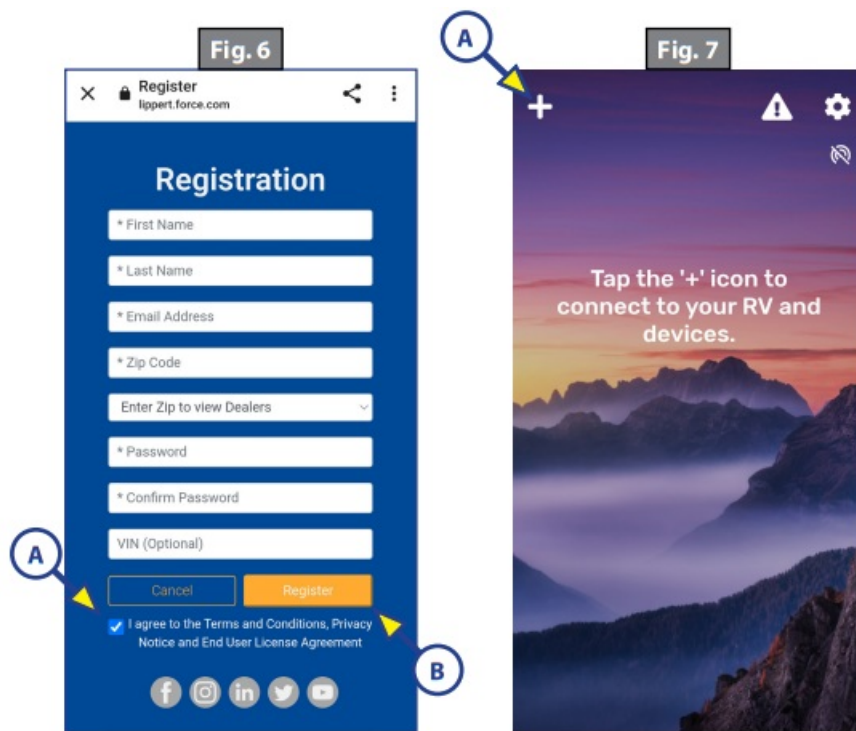 Fig. 6
Register
lippert.force.com
Registration
* First Name
* Last Name
* Email Address
* Zip Code
Enter Zip to view Dealers
* Password
* Confirm Password
VIN (Optional)
A
Cancel
Register
I agree to the Terms and Conditions, Privacy
Notice and End User License Agreement
B
f
in
A
Fig. 7
Tap the '+' icon to
connect to your RV and
devices.